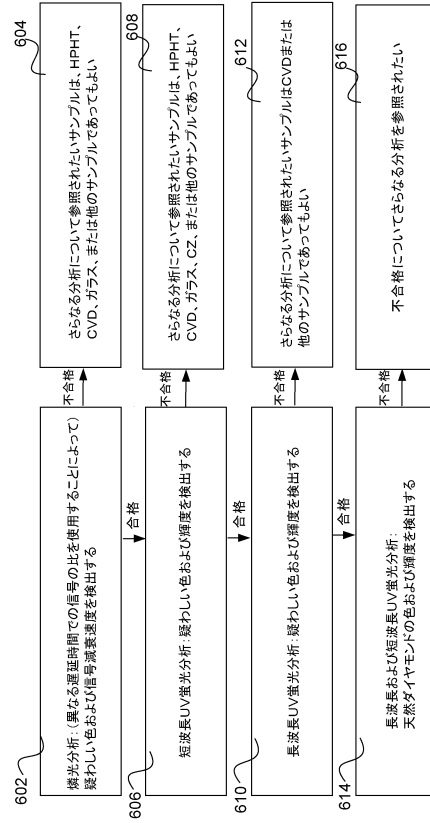 602
燐光分析:(異なる遅延時間での信号の比を使用することによって)
疑わしい色および信号減衰速度を検出する
不合格
604
さらなる分析について参照されたいサンプルは、HPHT、
CVD、ガラス、または他のサンプルであってもよい
合格
606
短波長UV蛍光分析:疑わしい色および輝度を検出する
不合格
608
さらなる分析について参照されたいサンプルは、HPHT、
CVD、ガラス、CZ、または他のサンプルであってもよい
合格
610
長波長UV蛍光分析:疑わしい色および輝度を検出する
不合格
612
さらなる分析について参照されたいサンプルはCVDまたは
他のサンプルであってもよい
合格
614
長波長および短波長UV蛍光分析:
天然ダイヤモンドの色および輝度を検出する
不合格
616
不合格についてさらなる分析を参照されたい